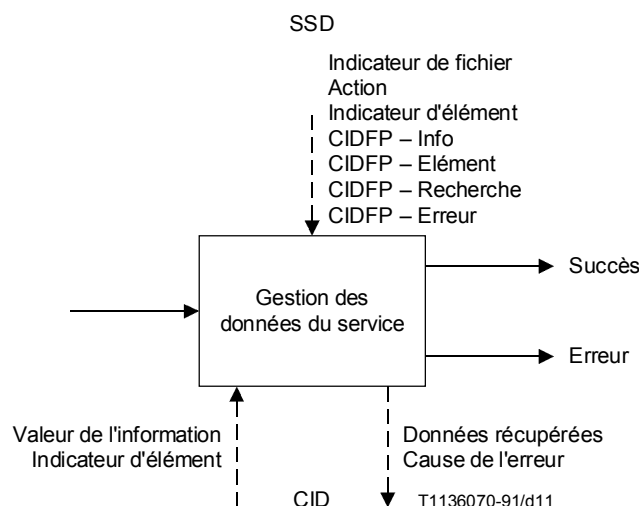 SSD
Indicateur de fichier
Action
Indicateur d'élément
CIDFP – Info
CIDFP – Elément
CIDFP – Recherche
CIDFP – Erreur
Gestion des
données du service
Succès
Erreur
Valeur de l'information
Indicateur d'élément
Données récupérées
Cause de l'erreur
CID
T1136070-91/d11